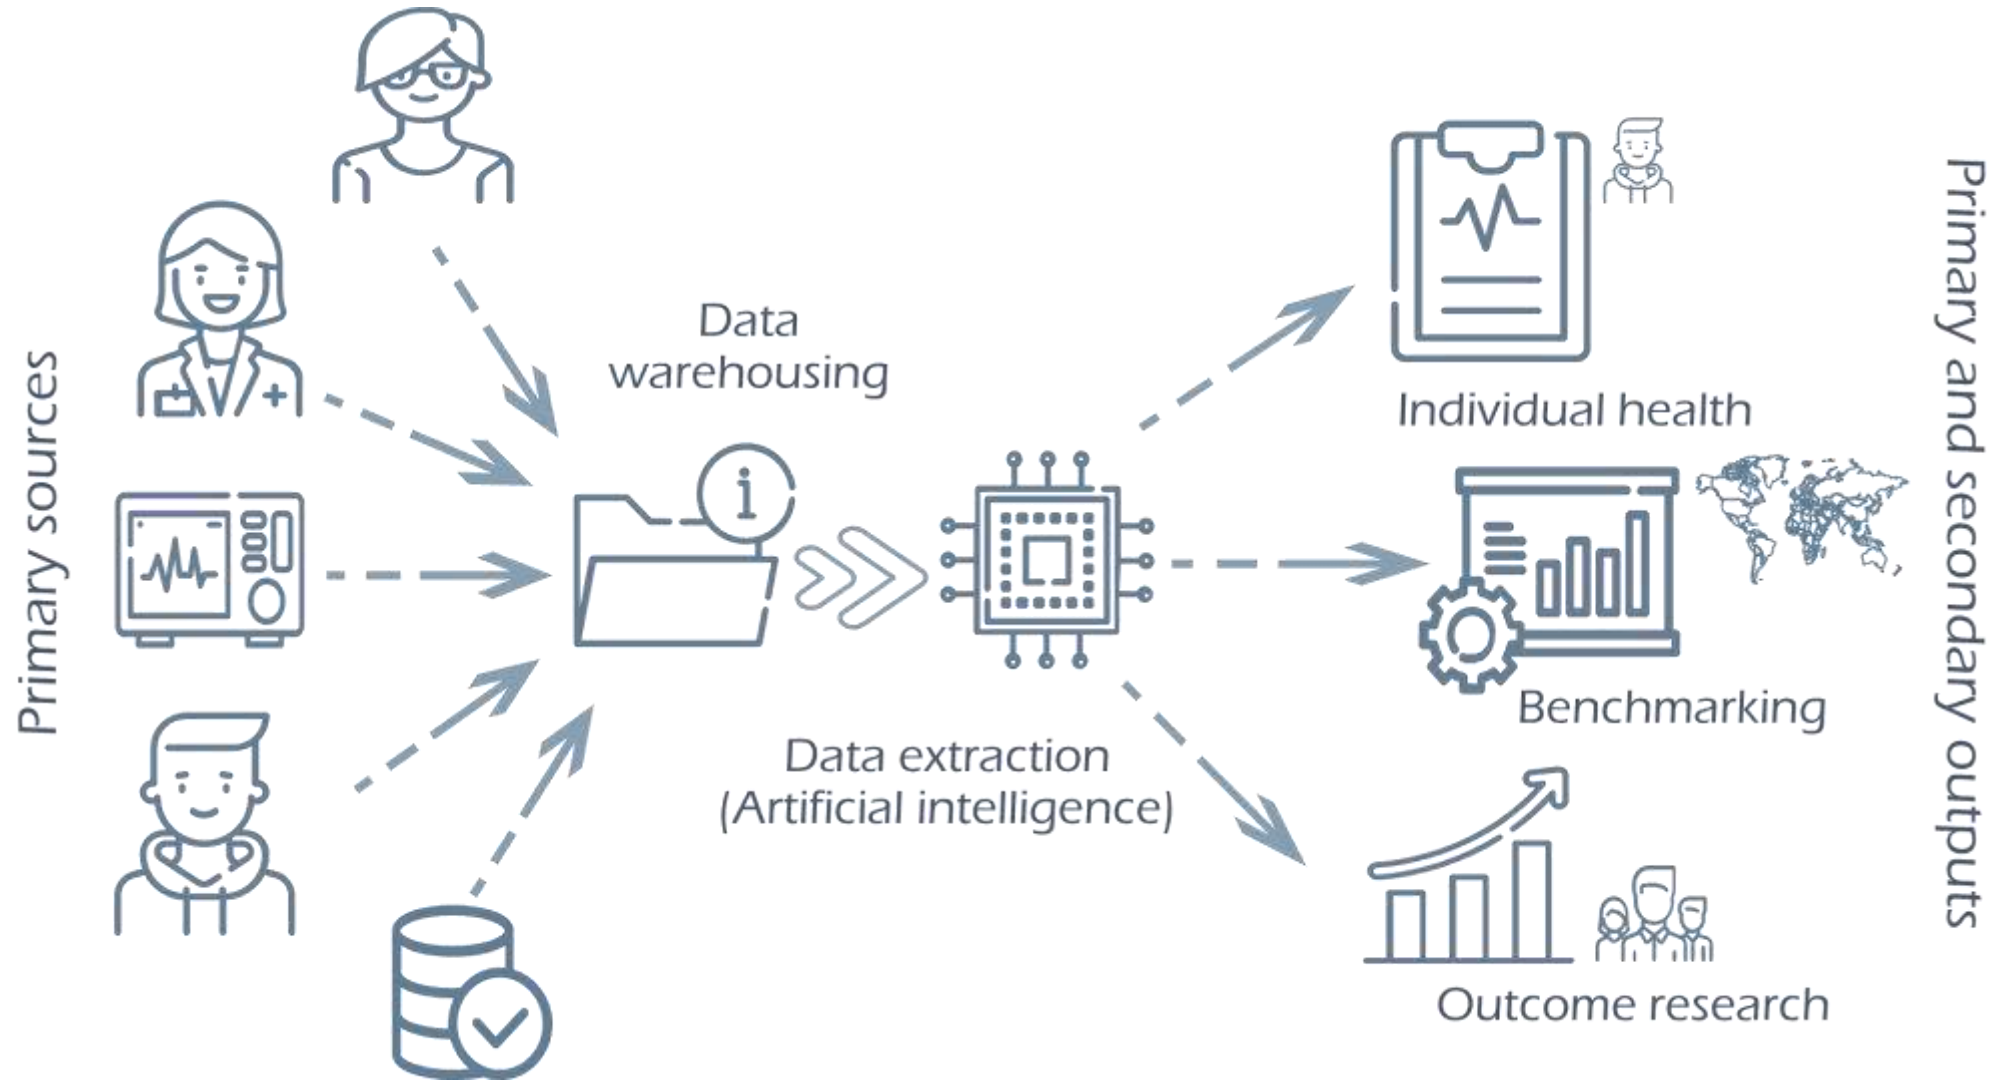 Primary sources
Data
warehousing
i
Data extraction
(Artificial intelligence)
Individual health
Benchmarking
Outcome research
Primary and secondary outputs